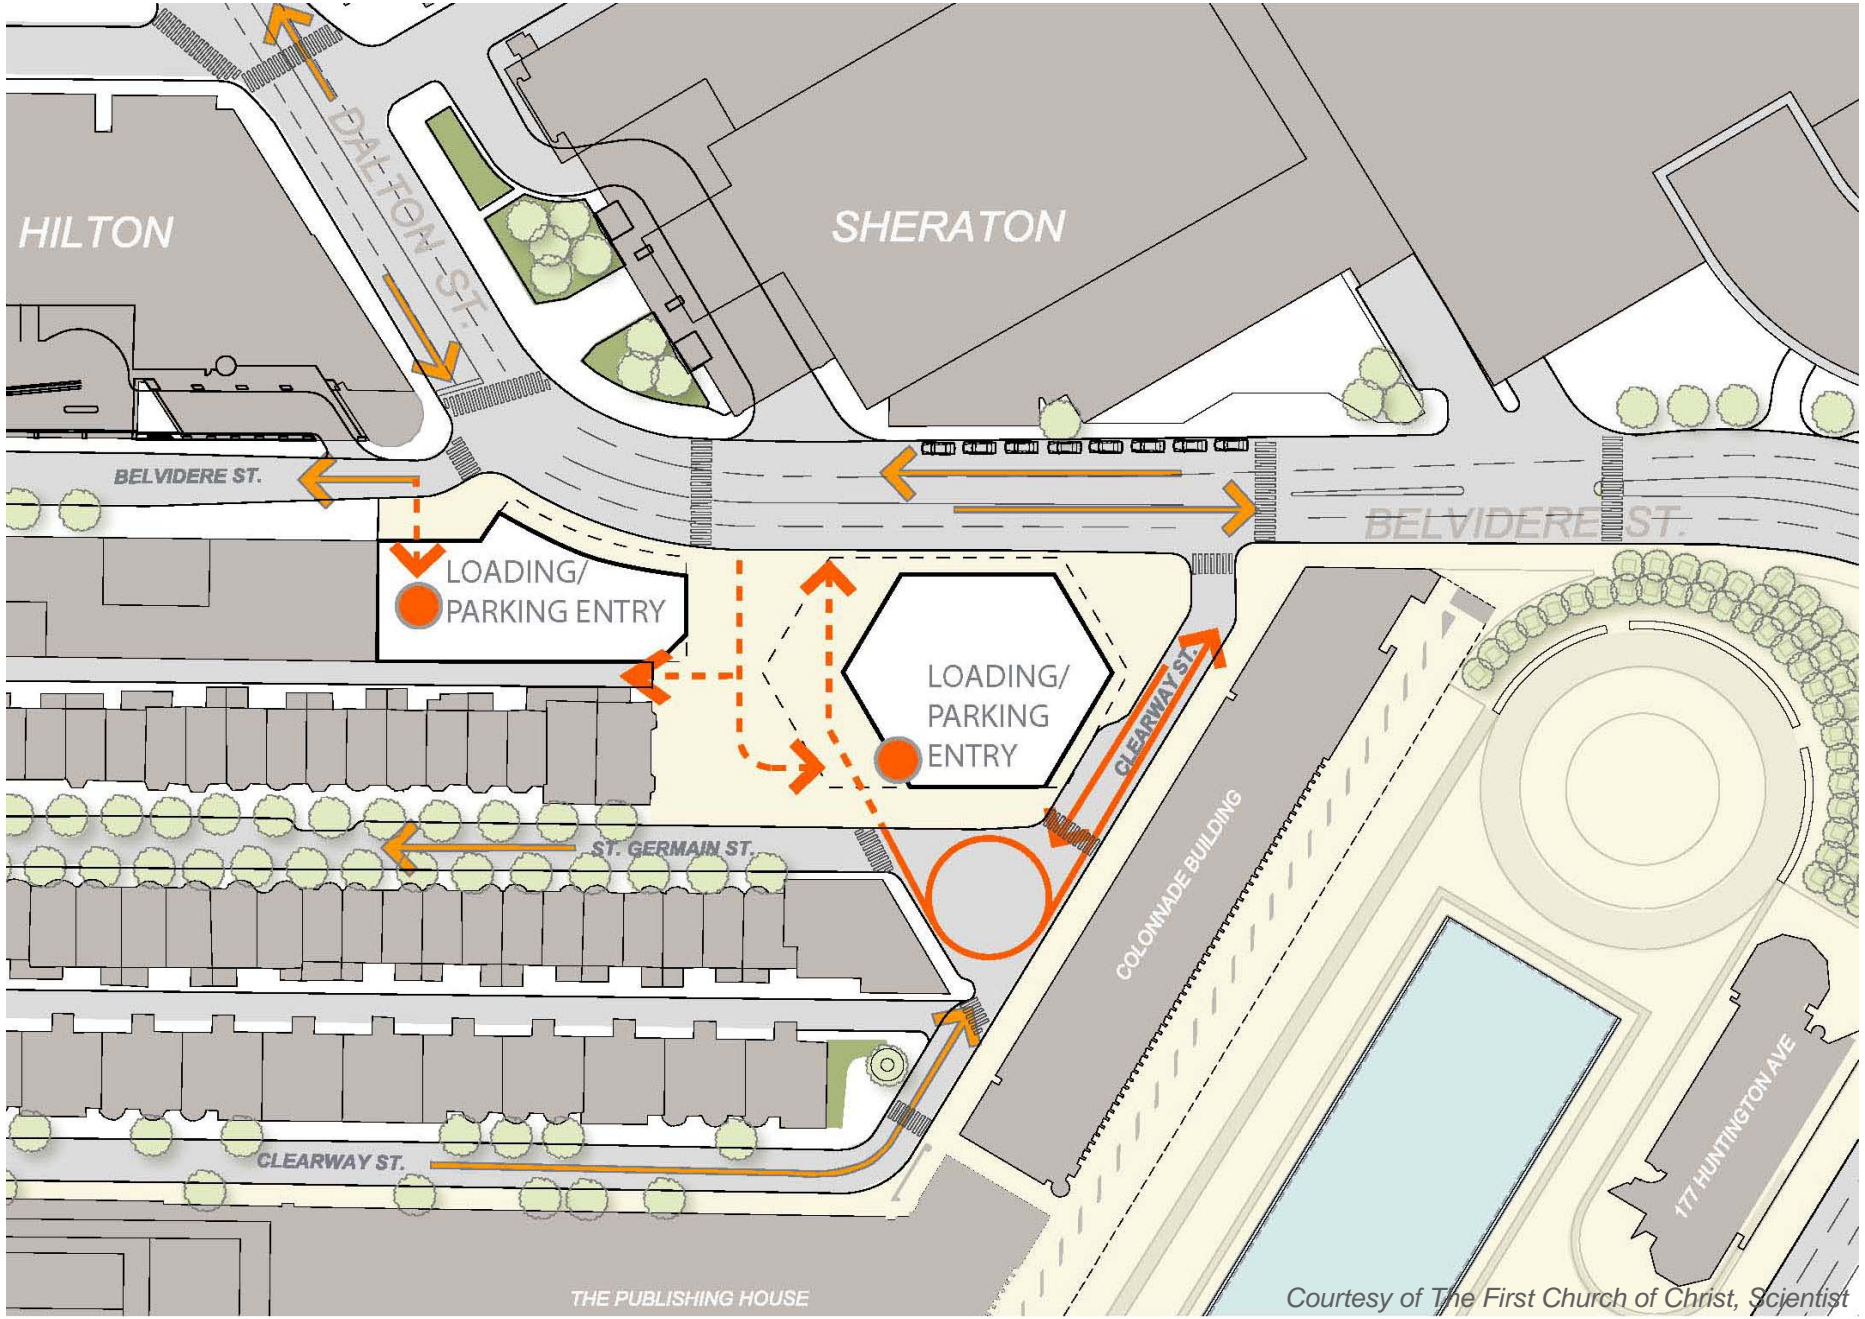 DALTON ST.
HILTON
SHERATON
BELVIDERE ST.
BELVIDERE ST.
LOADING/
PARKING ENTRY
LOADING/
PARKING
ENTRY
CLEARWAY ST.
ST. GERMAIN ST.
COLONNADE BUILDING
177 HUNTINGTON AVE
CLEARWAY ST.
THE PUBLISHING HOUSE
Courtesy of The First Church of Christ, Scientist